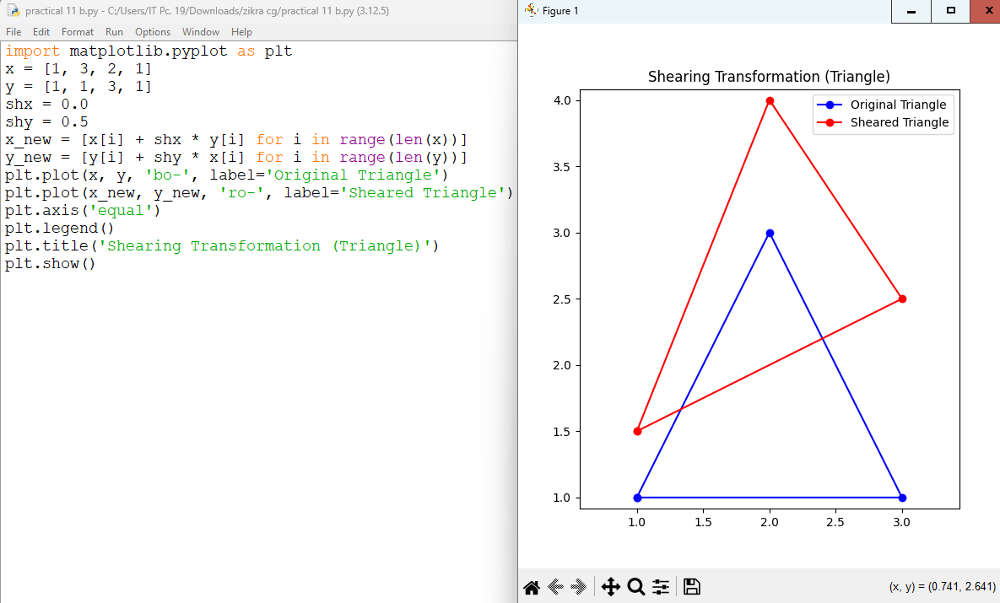 practical 11 b.py - C:/Users/IT Pc. 19/Downloads/zikra cg/practical 11 b.py (3.12.5)
File Edit Format Run Options Window Help
import matplotlib.pyplot as plt
x = [1, 3, 2, 1]
y = [1, 1, 3, 1]
shx = 0.0
shy = 0.5
x_new = [x[i] + shx * y[i] for i in range(len(x))]
y_new = [y[i] + shy * x[i] for i in range(len(y))]
plt.plot(x, y, 'bo-', label='Original Triangle')
plt.plot(x_new, y_new, 'ro-', label='Sheared Triangle')
plt.axis('equal')
plt.legend()
plt.title('Shearing Transformation (Triangle)')
plt.show()
Figure 1
Shearing Transformation (Triangle)
Original Triangle
Sheared Triangle
4.0
3.5
3.0
2.5
2.0
1.5
1.0
1.0 1.5 2.0 2.5 3.0
(x, y) = (0.741, 2.641)